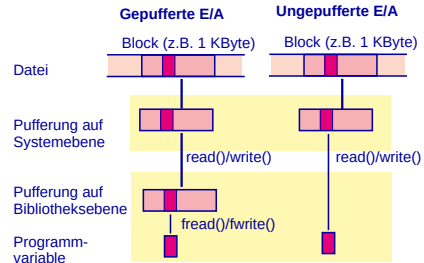 Gepufferte E/A
Ungepufferte E/A
Block (z.B. 1 KByte)
Block (z.B. 1 KByte)
Datei
Pufferung auf
Systemebene
read()/write()
read()/write()
Pufferung auf
Bibliotheksebene
fread()/fwrite()
Programm-
variable